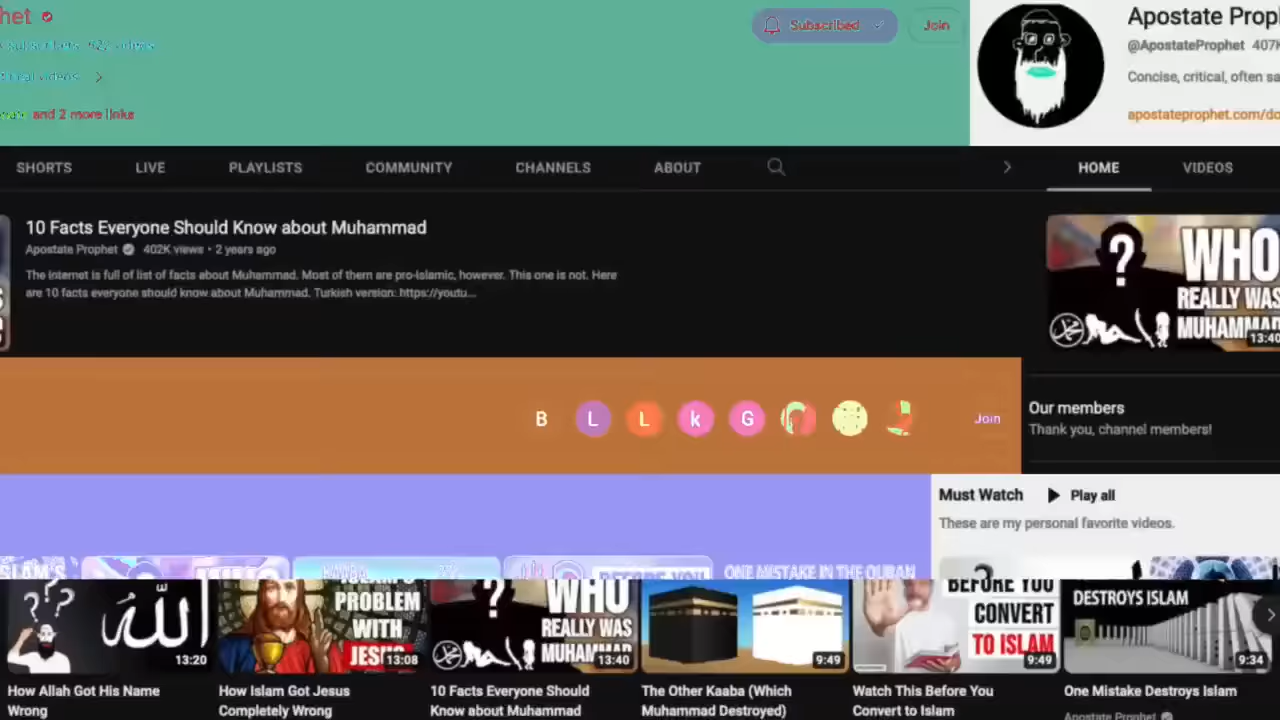 het
Subscribed
Join
Apostate Prop
@ApostateProphet 407K
Concise, critical, often sa
and 2 more links
apostateprophet.com/do
SHORTS
LIVE
PLAYLISTS
COMMUNITY
CHANNELS
ABOUT
HOME
VIDEOS
10 Facts Everyone Should Know about Muhammad
Apostate Prophet 402K views • 2 years ago
The internet is full of list of facts about Muhammad. Most of them are pro-Islamic, however. This one is not. Here
are 10 facts everyone should know about Muhammad. Turkish version: https://youtu...
?
WHO
REALLY WAS
MUHAMMAD
13:40
B
L
L
k
G
Join
Our members
Thank you, channel members!
Must Watch
Play all
These are my personal favorite videos.
BEFORE YOU
ONE MISTAKE IN THE QURAN
???
الله
13:20
PROBLEM
WITH
JESUS
13:08
?
WHO
REALLY WAS
MUHAMMAD
13:40
9:49
BEFORE YOU
CONVERT
TO ISLAM
9:49
DESTROYS ISLAM
9:34
How Allah Got His Name
Wrong
How Islam Got Jesus
Completely Wrong
10 Facts Everyone Should
Know about Muhammad
The Other Kaaba (Which
Muhammad Destroyed)
Watch This Before You
Convert to Islam
One Mistake Destroys Islam
Apostate Prophet